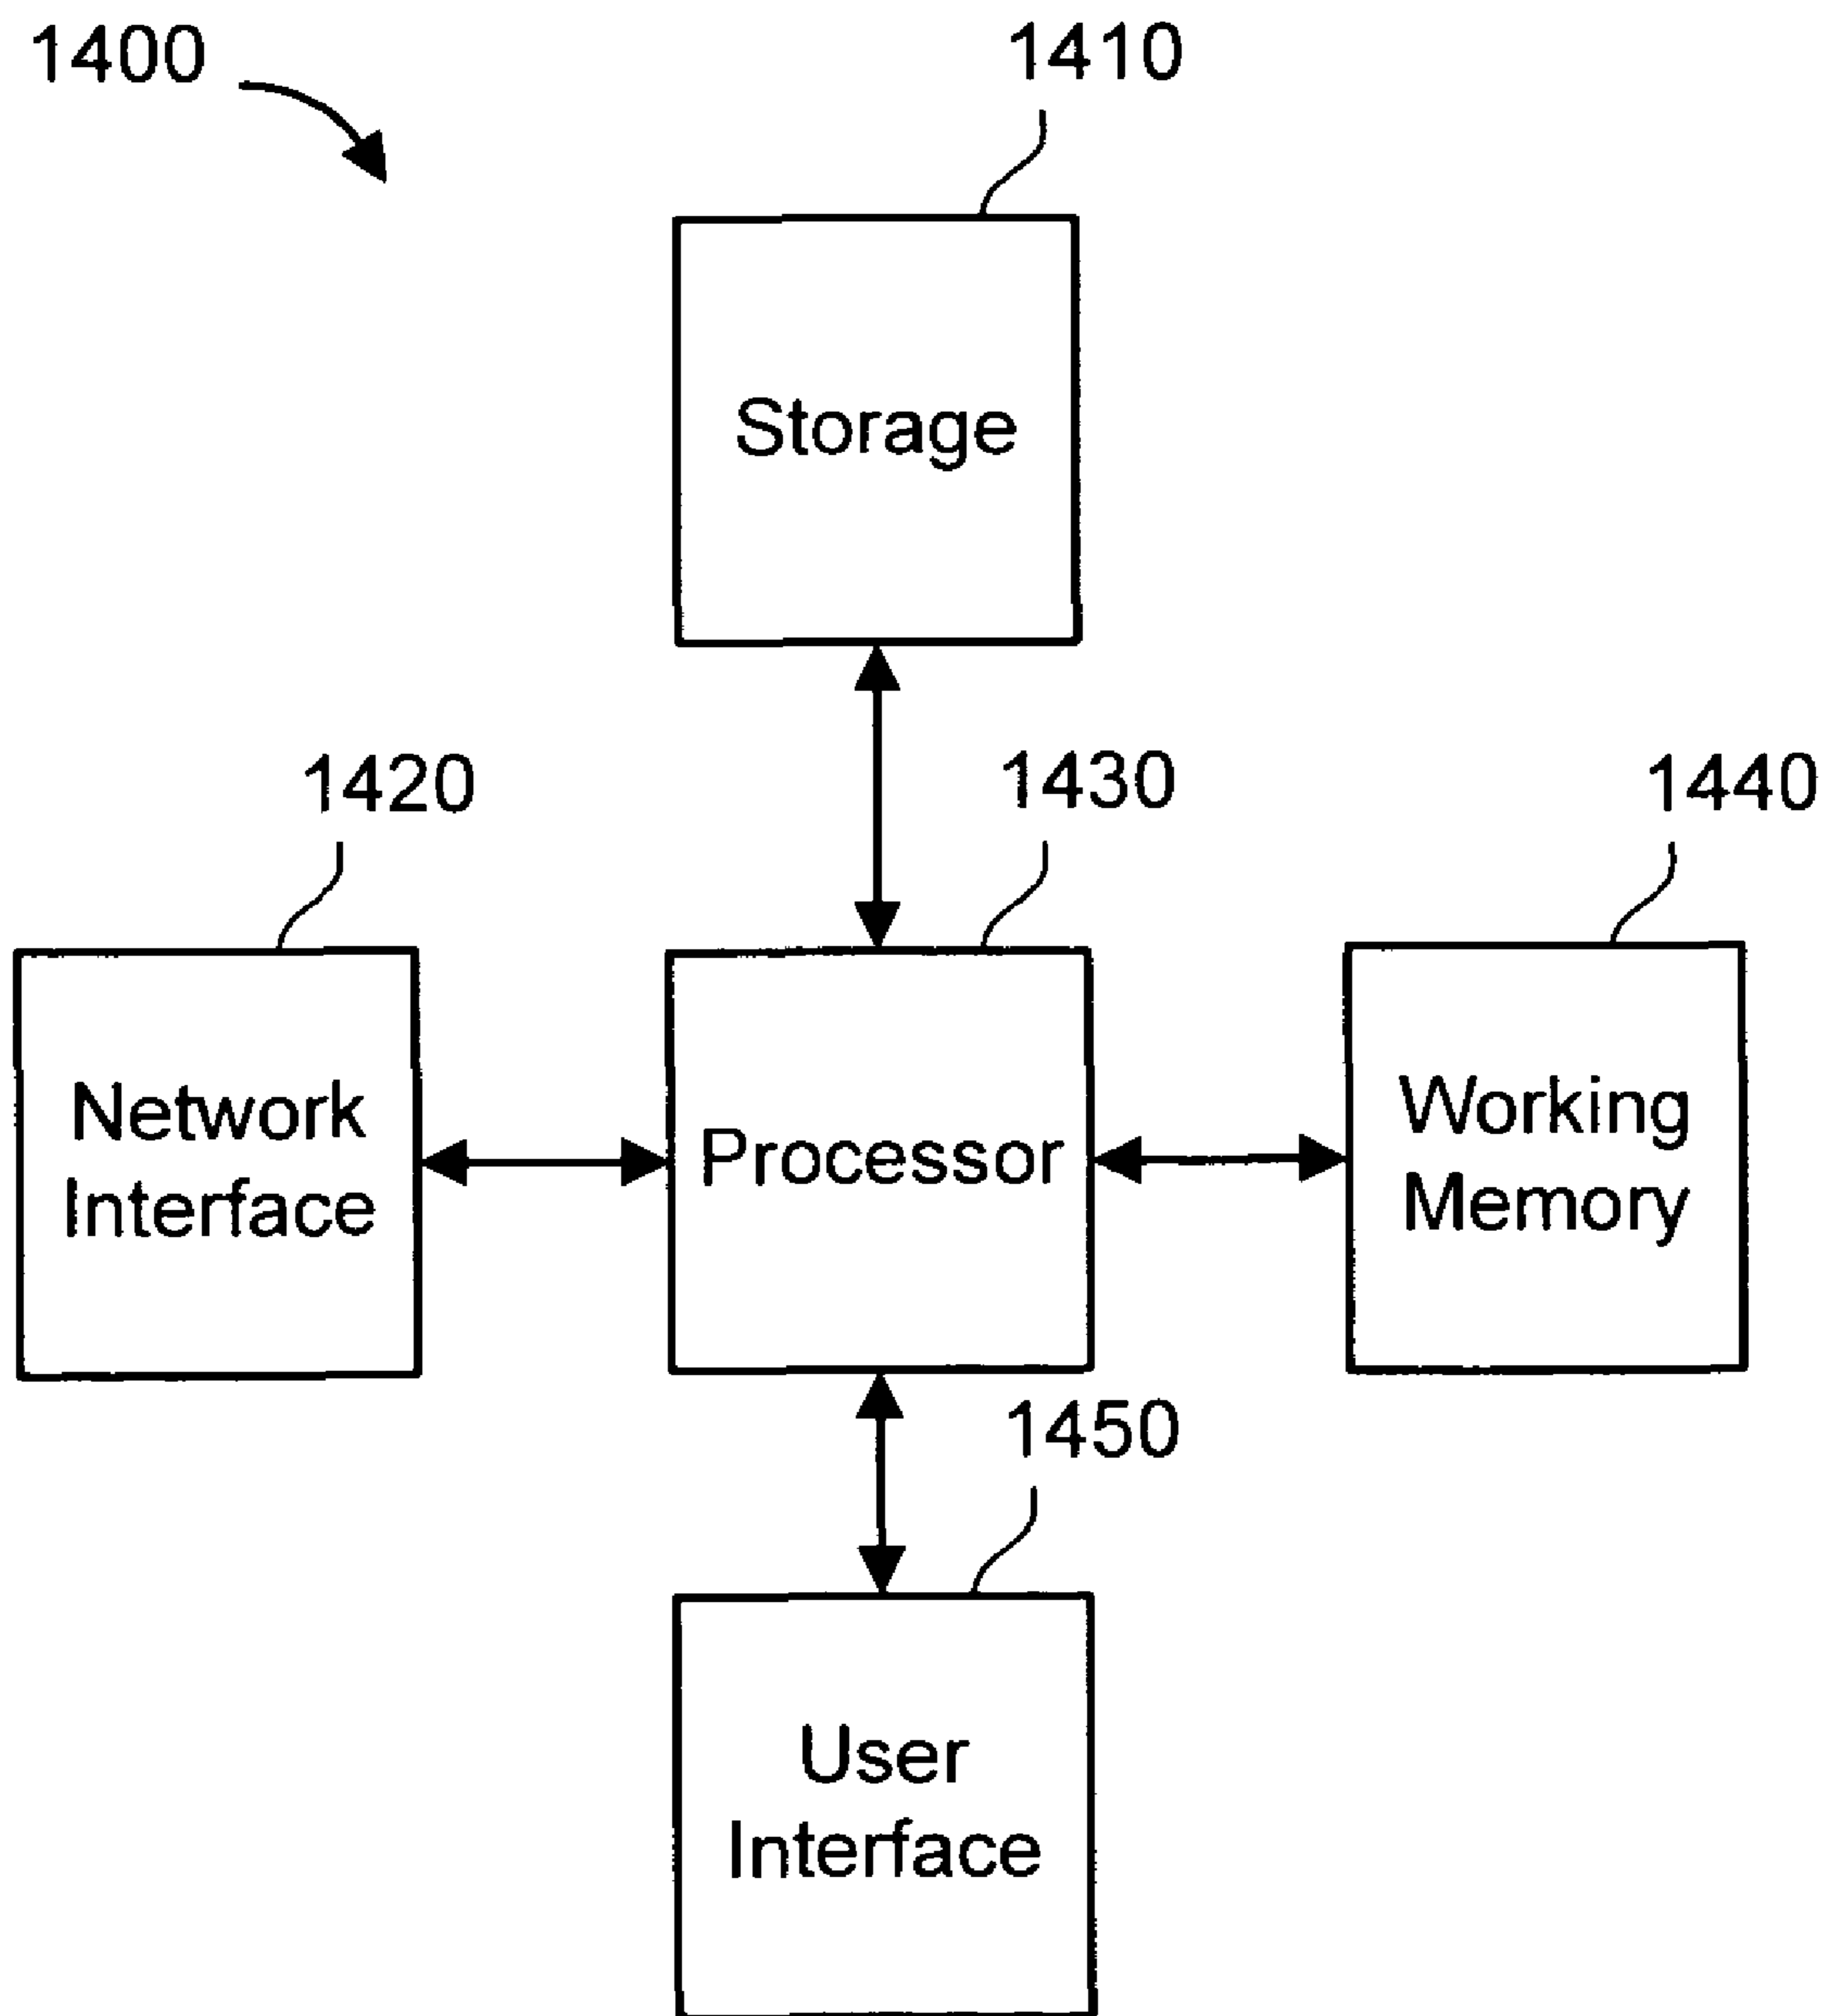 1400
1410
Storage
1420
1430
1440
Network
Interface
Processor
Working
Memory
1450
User
Interface